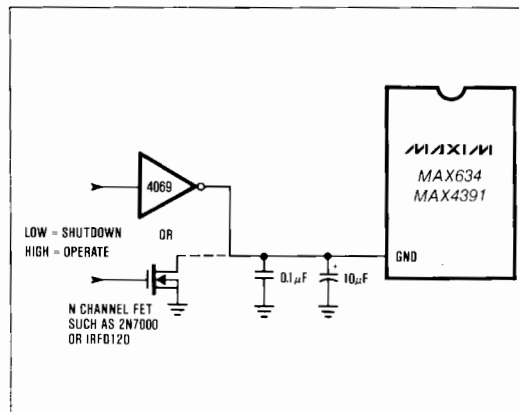 MAXIM
MAX634
MAX4391
4069
LOW = SHUTDOWN
HIGH = OPERATE
OR
GND
0.1μF
10μF
+
N CHANNEL FET
SUCH AS 2N7000
OR IRFD120